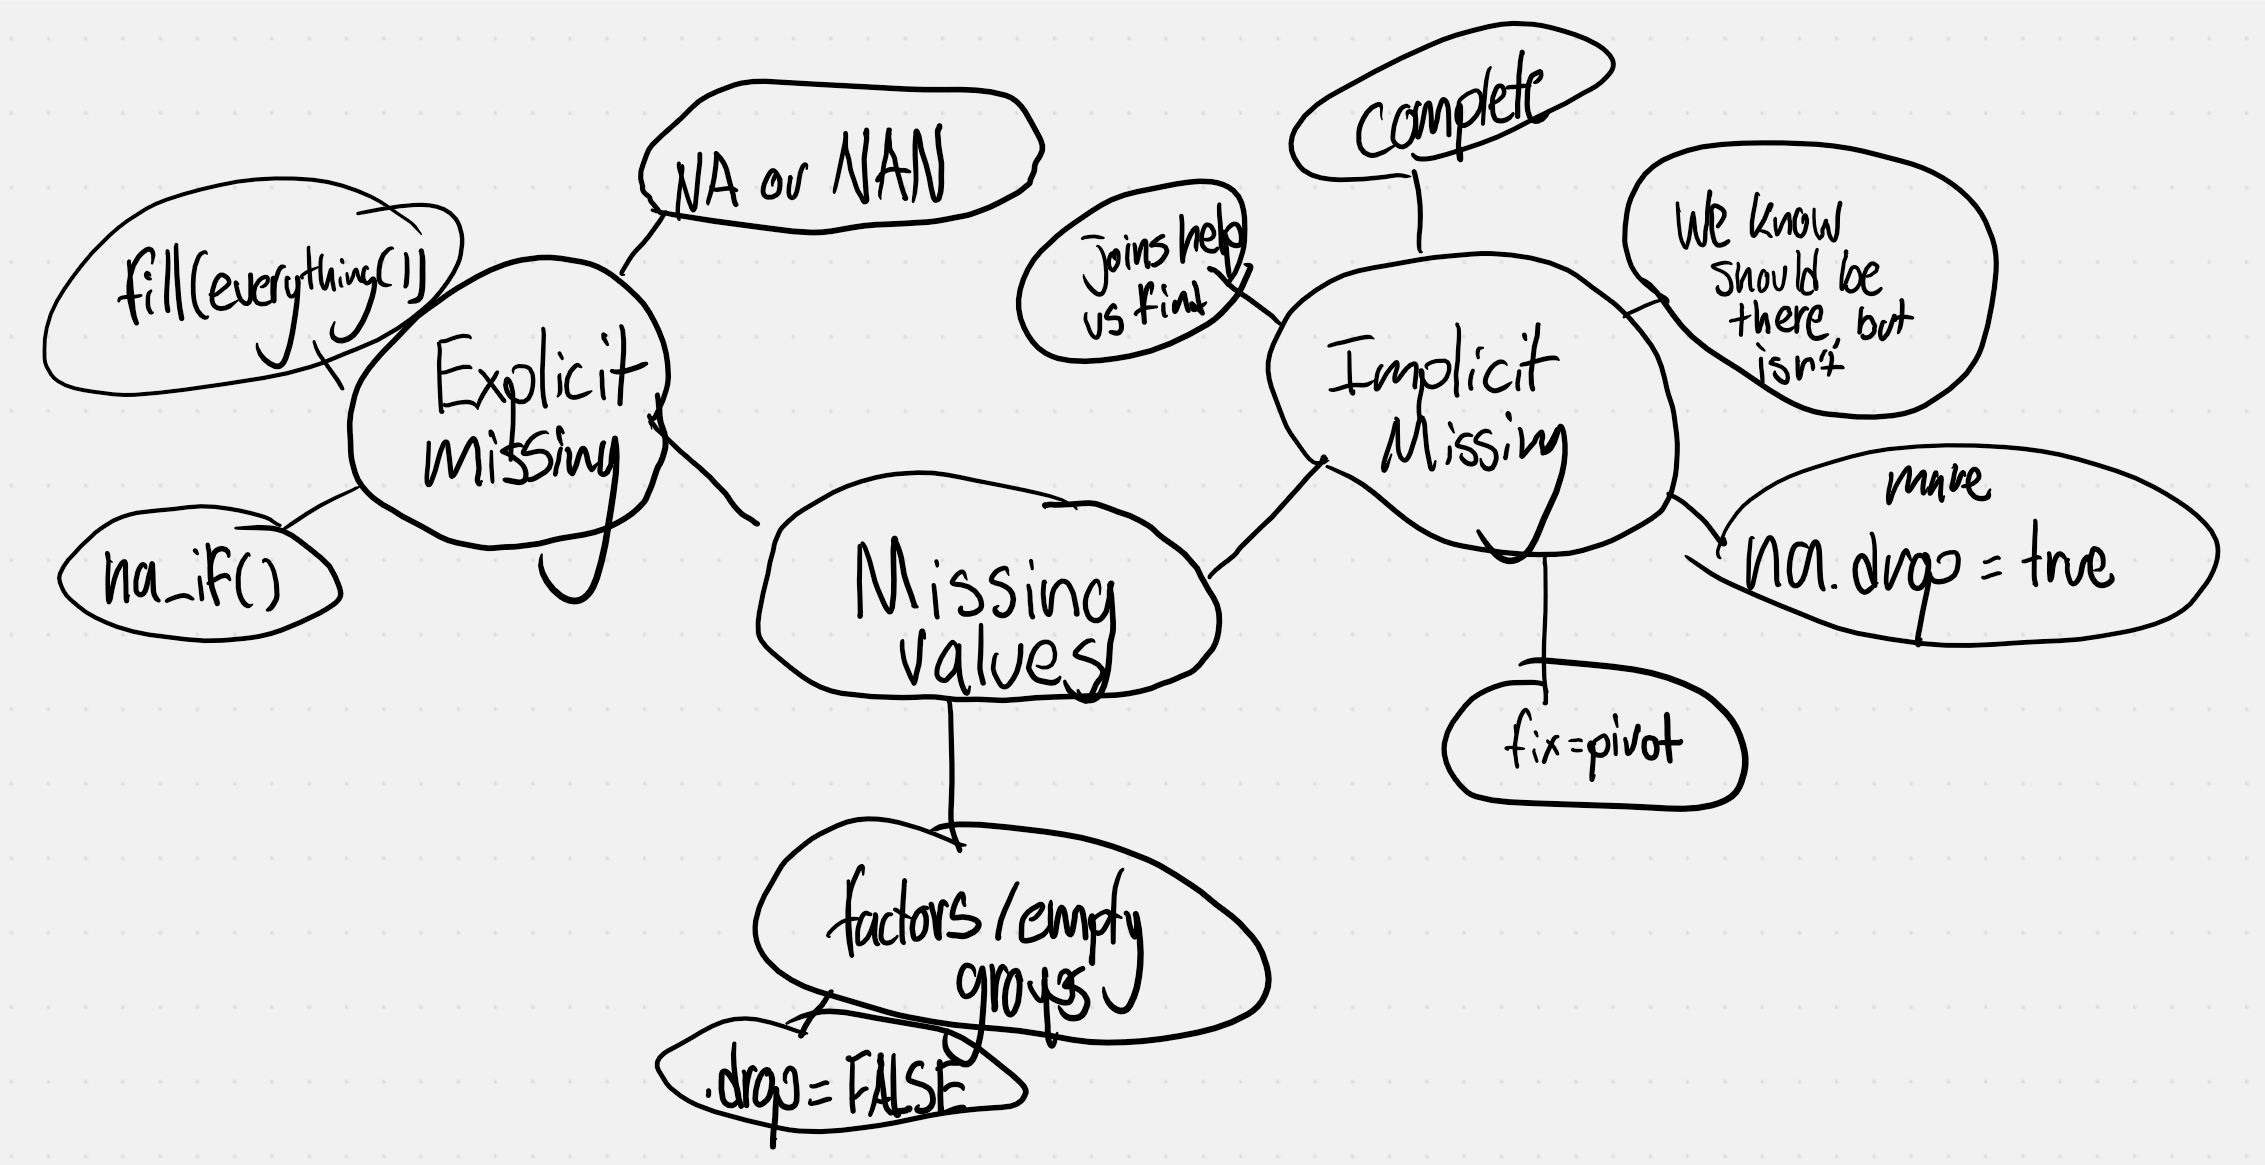 complete
NA or NAN
We know
should be
there, but
isn't
joins help
us find
fill(everything())
Explicit
missing
Implicit
Missing
make
na.drop = true
na_if()
Missing
values
fix=pivot
factors/empty
groups
.drop= FALSE